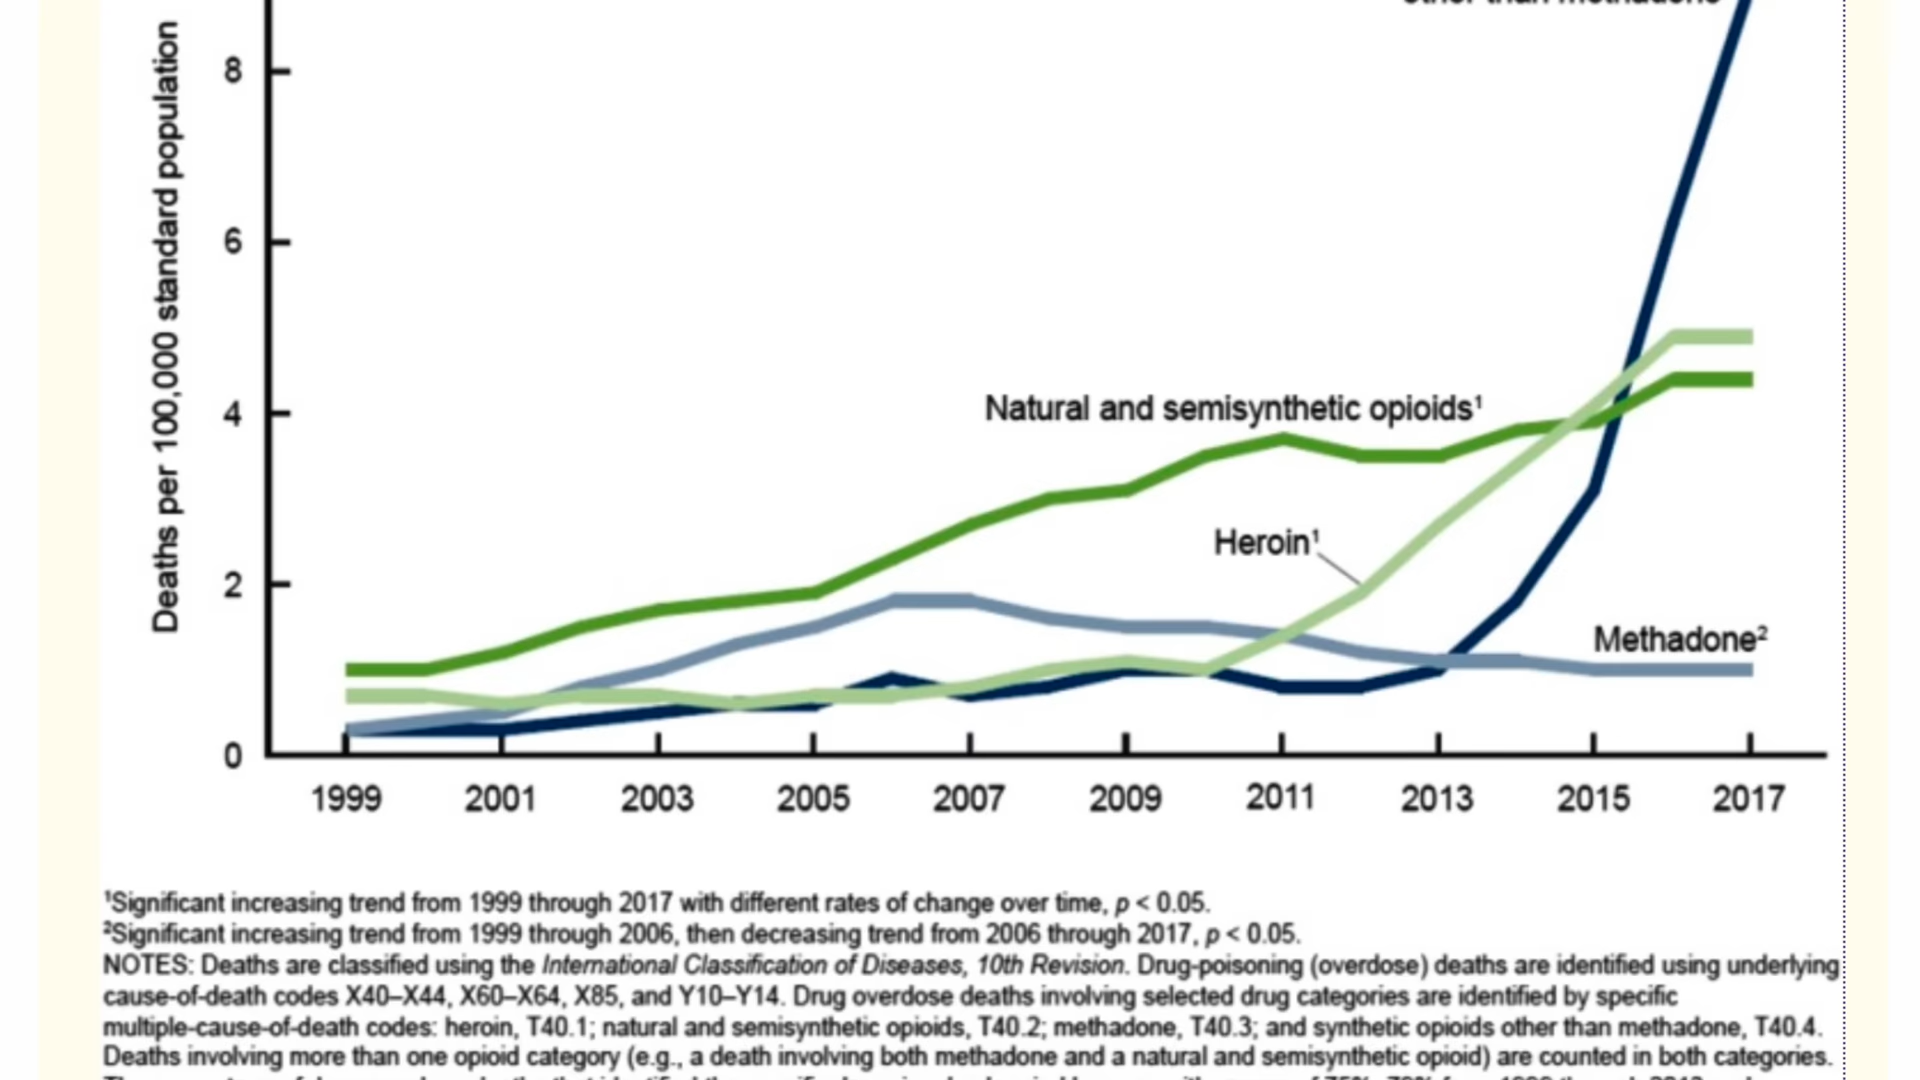 other than methadone
Deaths per 100,000 standard population
8
6
4
2
0
Natural and semisynthetic opioids¹
Heroin¹
Methadone²
1999 2001 2003 2005 2007 2009 2011 2013 2015 2017
¹Significant increasing trend from 1999 through 2017 with different rates of change over time, p < 0.05.
²Significant increasing trend from 1999 through 2006, then decreasing trend from 2006 through 2017, p < 0.05.
NOTES: Deaths are classified using the International Classification of Diseases, 10th Revision. Drug-poisoning (overdose) deaths are identified using underlying
cause-of-death codes X40–X44, X60–X64, X85, and Y10–Y14. Drug overdose deaths involving selected drug categories are identified by specific
multiple-cause-of-death codes: heroin, T40.1; natural and semisynthetic opioids, T40.2; methadone, T40.3; and synthetic opioids other than methadone, T40.4.
Deaths involving more than one opioid category (e.g., a death involving both methadone and a natural and semisynthetic opioid) are counted in both categories.